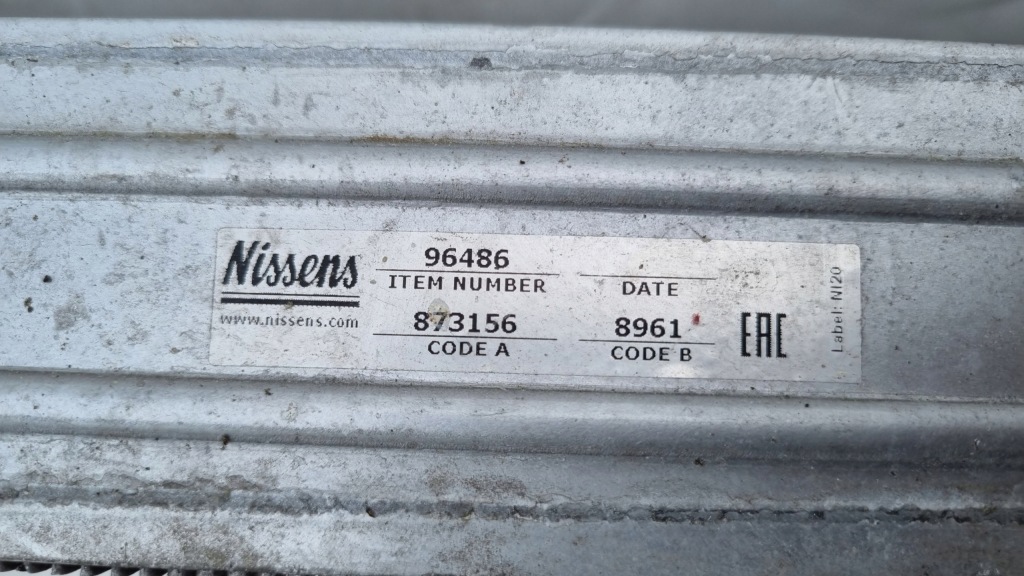 Nissens
www.nissens.com
96486
ITEM NUMBER
DATE
873156
CODE A
8961
CODE B
EAC
Label: NI20